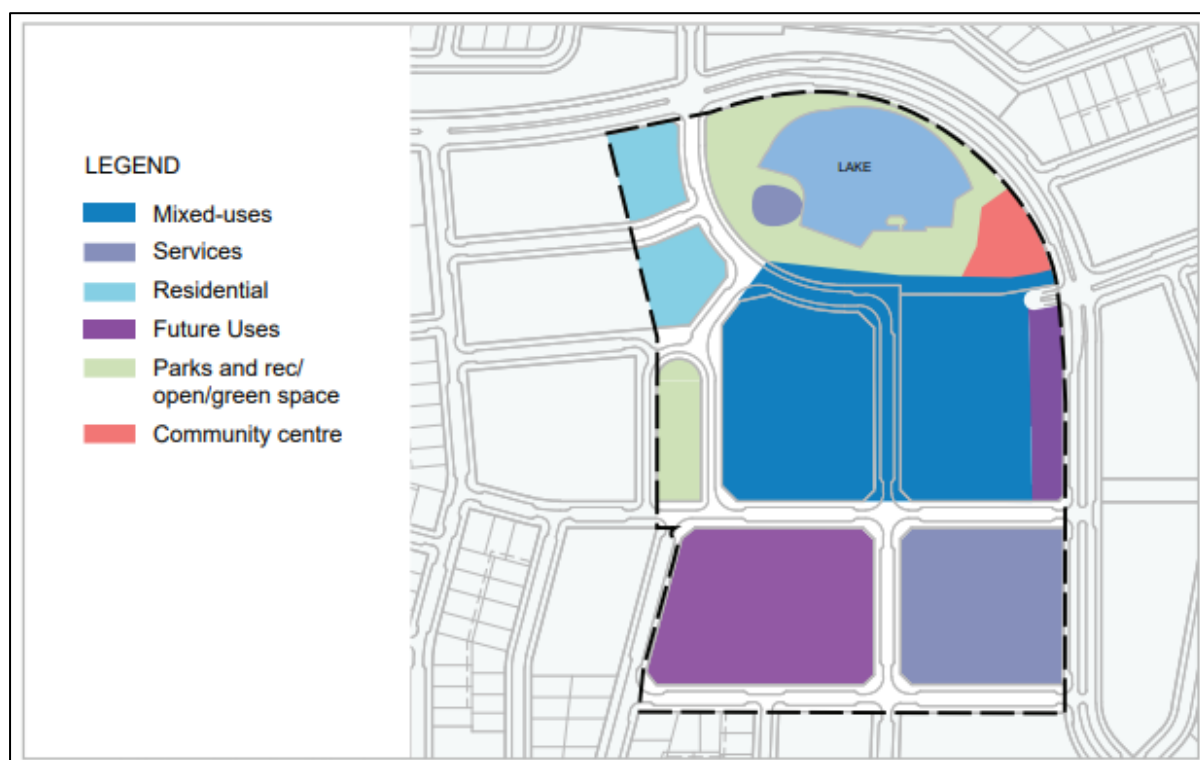 LEGEND
Mixed-uses
Services
Residential
Future Uses
Parks and rec/
open/green space
Community centre
LAKE